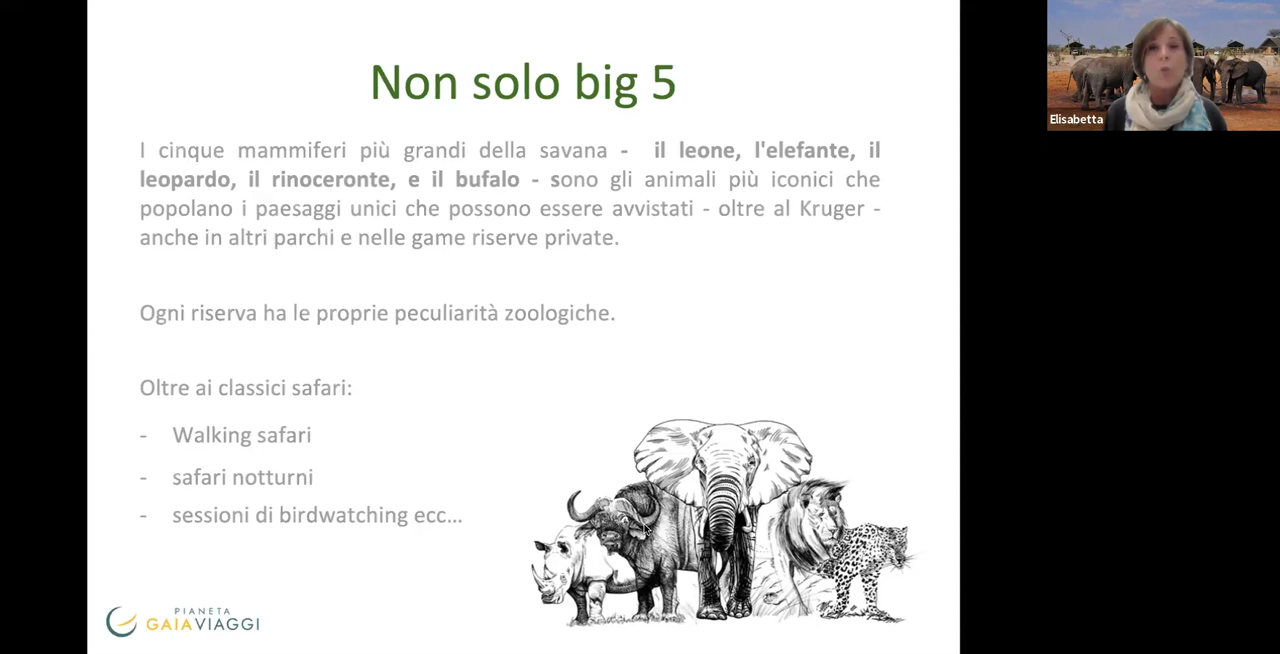 Non solo big 5
I cinque mammiferi più grandi della savana - il leone, l'elefante, il
leopardo, il rinoceronte, e il bufalo - sono gli animali più iconici che
popolano i paesaggi unici che possono essere avvistati - oltre al Kruger -
anche in altri parchi e nelle game riserve private.
Ogni riserva ha le proprie peculiarità zoologiche.
Oltre ai classici safari:
- Walking safari
- safari notturni
- sessioni di birdwatching ecc...
PIANETA
GAIAVIAGGI
Elisabetta